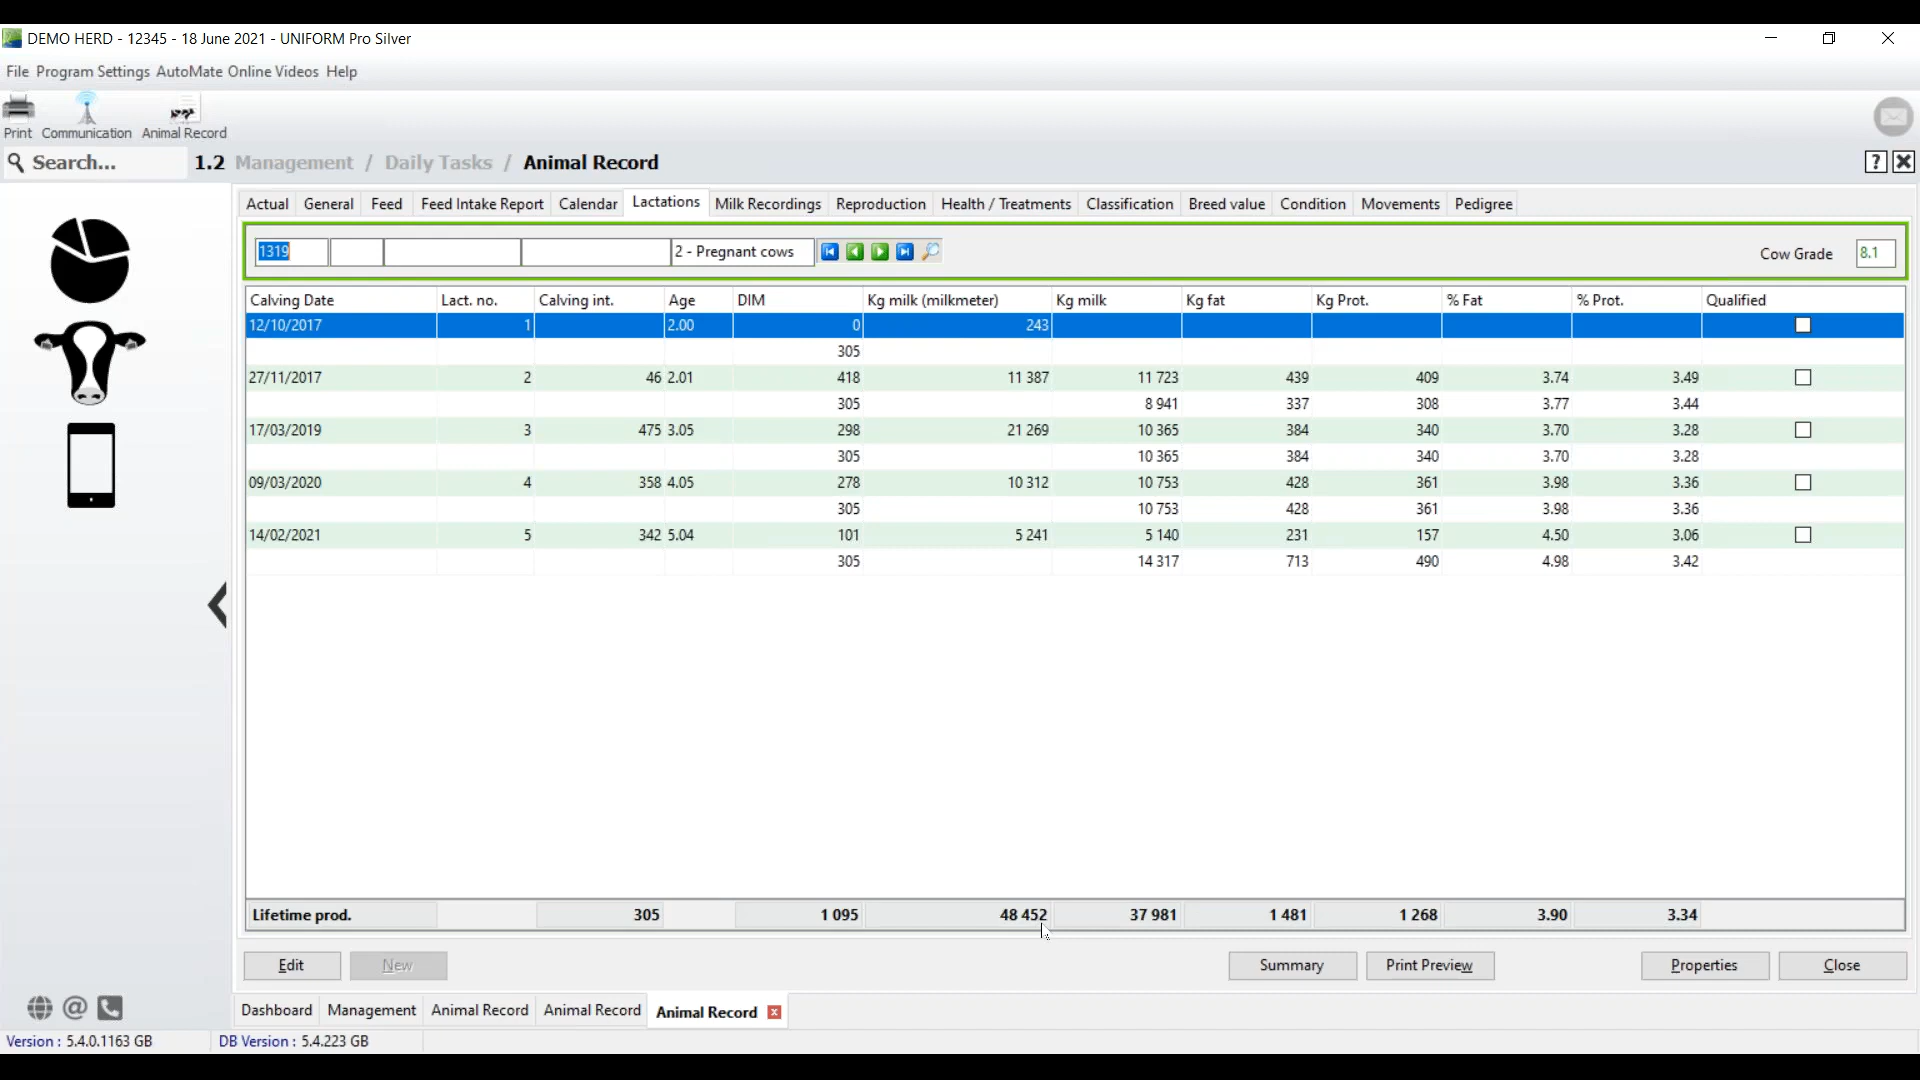 DEMO HERD - 12345 - 18 June 2021 - UNIFORM Pro Silver
File Program Settings AutoMate Online Videos Help
Print Communication Animal Record
Search... 1.2 Management / Daily Tasks / Animal Record ?
Actual General Feed Feed Intake Report Calendar Lactations Milk Recordings Reproduction Health / Treatments Classification Breed value Condition Movements Pedigree
1319 2 - Pregnant cows Cow Grade 8.1
Calving Date Lact. no. Calving int. Age DIM Kg milk (milkmeter) Kg milk Kg fat Kg Prot. % Fat % Prot. Qualified
12/10/2017 1 2.00 0 243
305
27/11/2017 2 46 2.01 418 11 387 11 723 439 409 3.74 3.49
305 8 941 337 308 3.77 3.44
17/03/2019 3 475 3.05 298 21 269 10 365 384 340 3.70 3.28
305 10 365 384 340 3.70 3.28
09/03/2020 4 358 4.05 278 10 312 10 753 428 361 3.98 3.36
305 10 753 428 361 3.98 3.36
14/02/2021 5 342 5.04 101 5 241 5 140 231 157 4.50 3.06
305 14 317 713 490 4.98 3.42
Lifetime prod. 305 1 095 48 452 37 981 1 481 1 268 3.90 3.34
Edit New Summary Print Preview Properties Close
@ Dashboard Management Animal Record Animal Record Animal Record
Version : 5.4.0.1163 GB DB Version : 5.4.223 GB